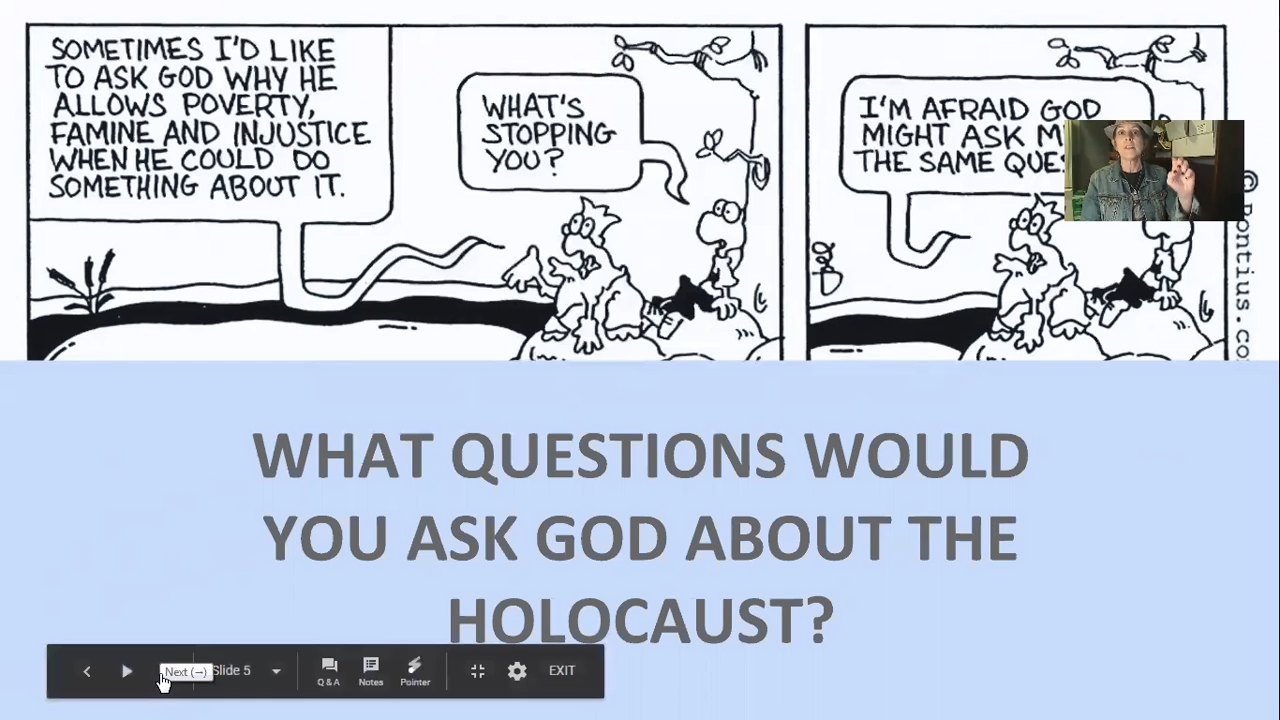 SOMETIMES I'D LIKE
TO ASK GOD WHY HE
ALLOWS POVERTY,
FAMINE AND INJUSTICE
WHEN HE COULD DO
SOMETHING ABOUT IT.
WHAT'S
STOPPING
YOU?
I'M AFRAID GOD
MIGHT ASK
THE SAME
© Pontius.co
WHAT QUESTIONS WOULD
YOU ASK GOD ABOUT THE
HOLOCAUST?
Next (→)
Slide 5
Q & A
Notes
Pointer
EXIT